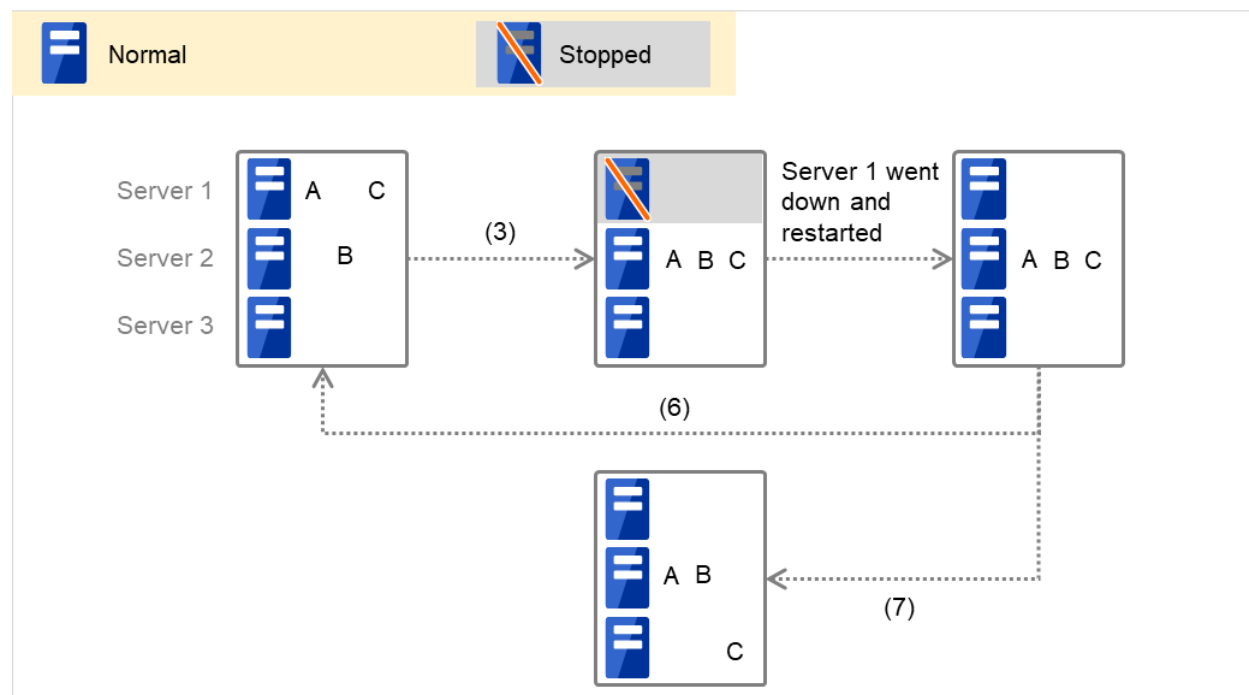 Normal
Stopped
Server 1
A C
Server 2
B
Server 3
(3)
A B C
Server 1 went
down and
restarted
A B C
(6)
A B
C
(7)